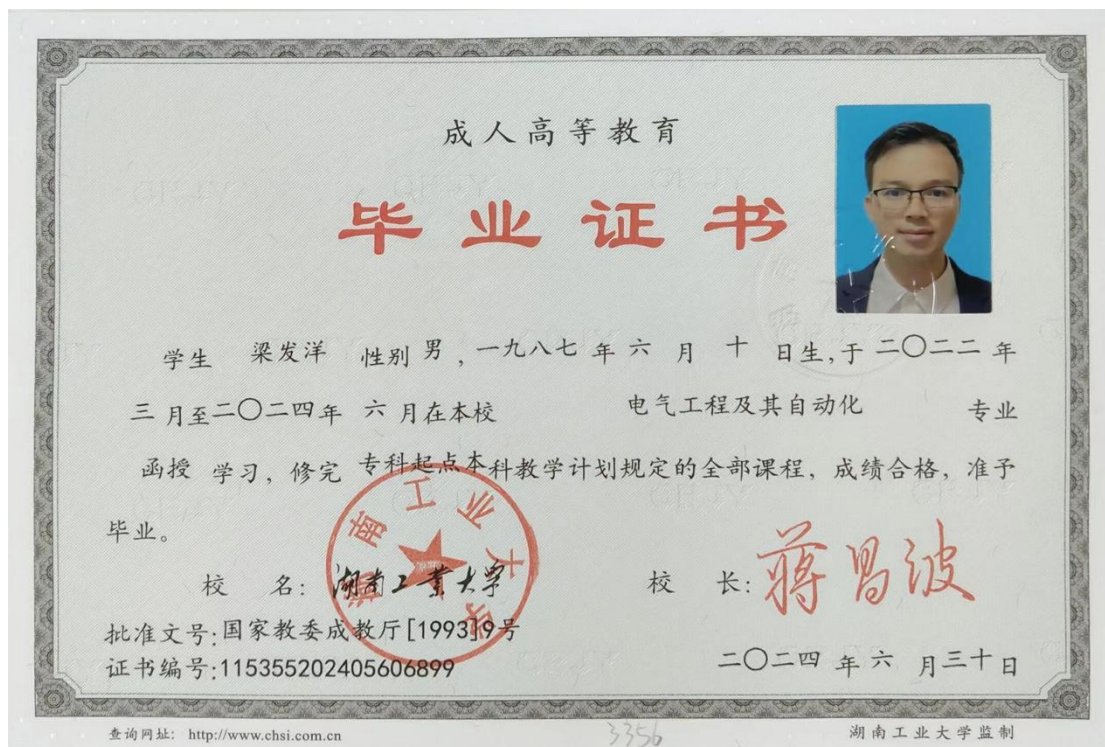 成人高等教育
毕业证书
学生 梁发洋 性别 男 , 一九八七 年 六 月 十 日生,于 二〇二二 年
三 月至二〇二四年 六 月在本校 电气工程及其自动化 专业
函授 学习, 修完 专科起点本科教学计划规定的全部课程, 成绩合格, 准予
毕业。
校 名: 湖南工业大学 校 长: 蒋昌波
湖南工业大学
批准文号:国家教委成教厅[1993]9号
证书编号:115355202405606899 二〇二四 年 六 月三十日
查询网址: http://www.chsi.com.cn 3356 湖南工业大学监制